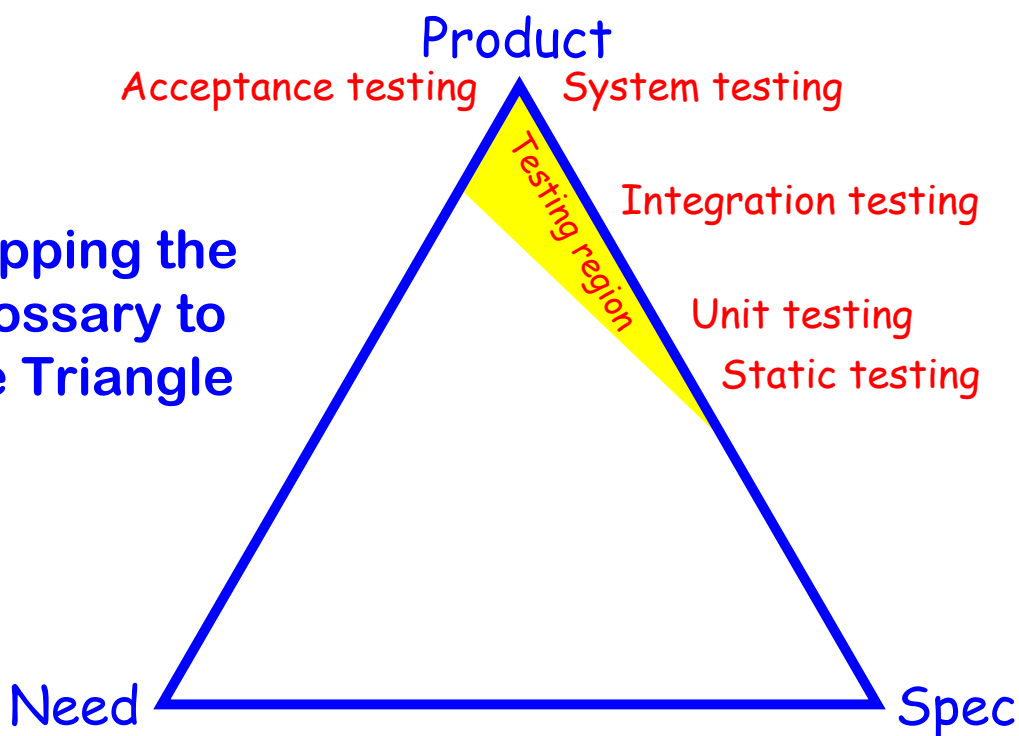 Product
Acceptance testing
System testing
Testing region
Integration testing
pping the
ossary to
e Triangle
Unit testing
Static testing
Need
Spec